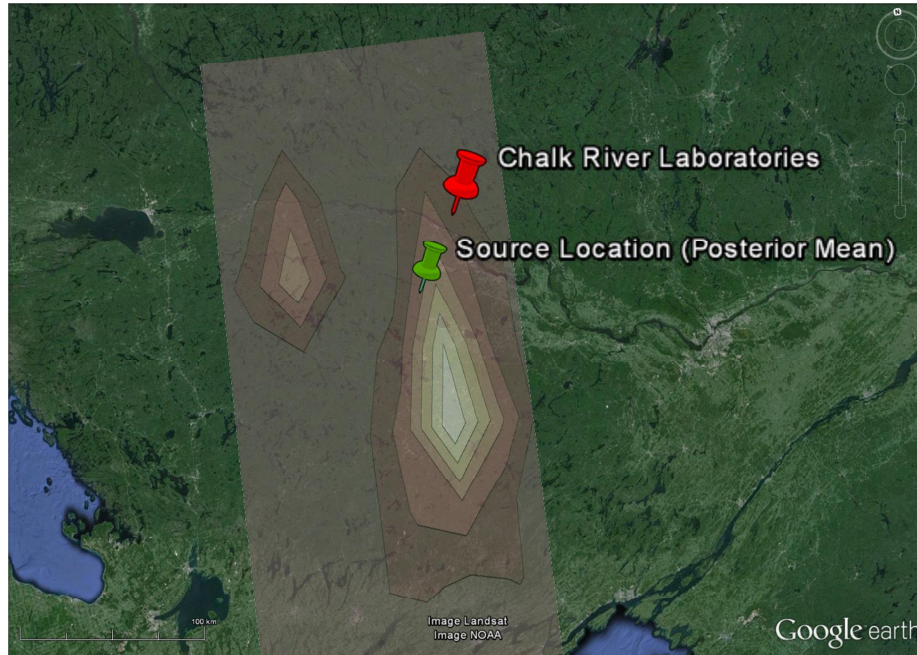 N
Chalk River Laboratories
Source Location (Posterior Mean)
100 km
Image Landsat
Image NOAA
Google earth